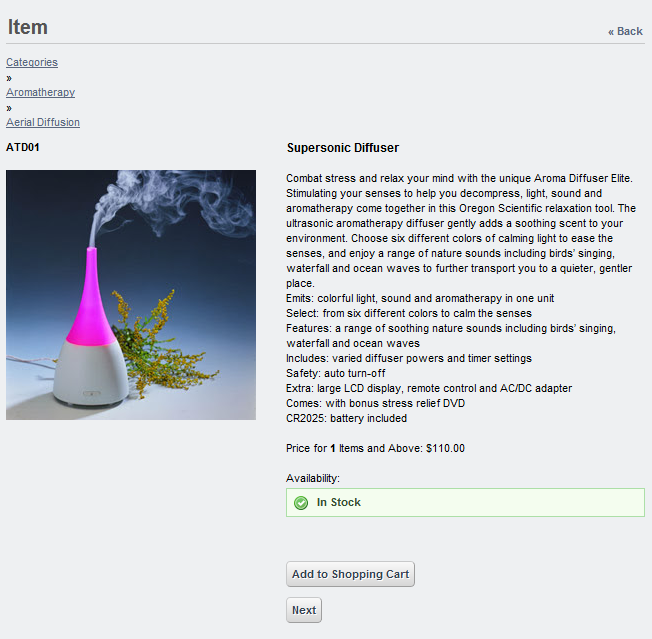 Item
« Back
Categories
»
Aromatherapy
»
Aerial Diffusion
ATD01
Supersonic Diffuser
Combat stress and relax your mind with the unique Aroma Diffuser Elite.
Stimulating your senses to help you decompress, light, sound and
aromatherapy come together in this Oregon Scientific relaxation tool. The
ultrasonic aromatherapy diffuser gently adds a soothing scent to your
environment. Choose six different colors of calming light to ease the
senses, and enjoy a range of nature sounds including birds' singing,
waterfall and ocean waves to further transport you to a quieter, gentler
place.
Emits: colorful light, sound and aromatherapy in one unit
Select: from six different colors to calm the senses
Features: a range of soothing nature sounds including birds' singing,
waterfall and ocean waves
Includes: varied diffuser powers and timer settings
Safety: auto turn-off
Extra: large LCD display, remote control and AC/DC adapter
Comes: with bonus stress relief DVD
CR2025: battery included
Price for 1 Items and Above: $110.00
Availability:
In Stock
Add to Shopping Cart
Next